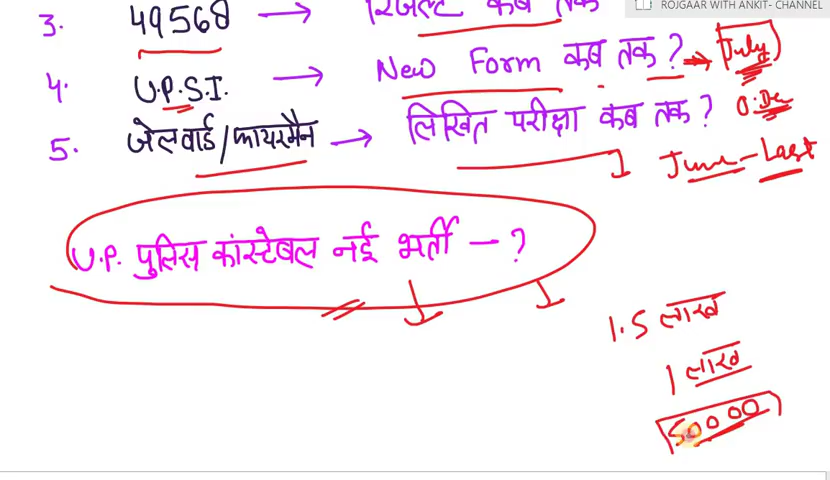 ROJGAAR WITH ANKIT- CHANNEL
3. 49568 → रिजल्ट कब तक
4. U.P.S.I. → New Form कब तक ? → July
5. जेलवार्ड/फायरमैन → लिखित परीक्षा कब तक ?
June - Last
U.P. पुलिस कांस्टेबल नई भर्ती - ?
1.5 लाख
1 लाख
50000